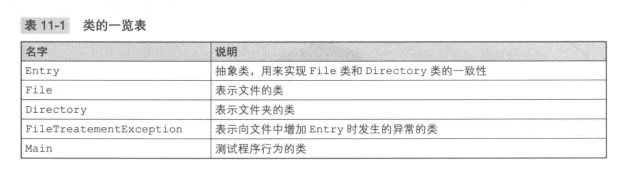 表 11-1 类的一览表
名字 说明
Entry 抽象类，用来实现 File 类和 Directory 类的一致性
File 表示文件的类
Directory 表示文件夹的类
FileTreatementException 表示向文件中增加 Entry 时发生的异常的类
Main 测试程序行为的类